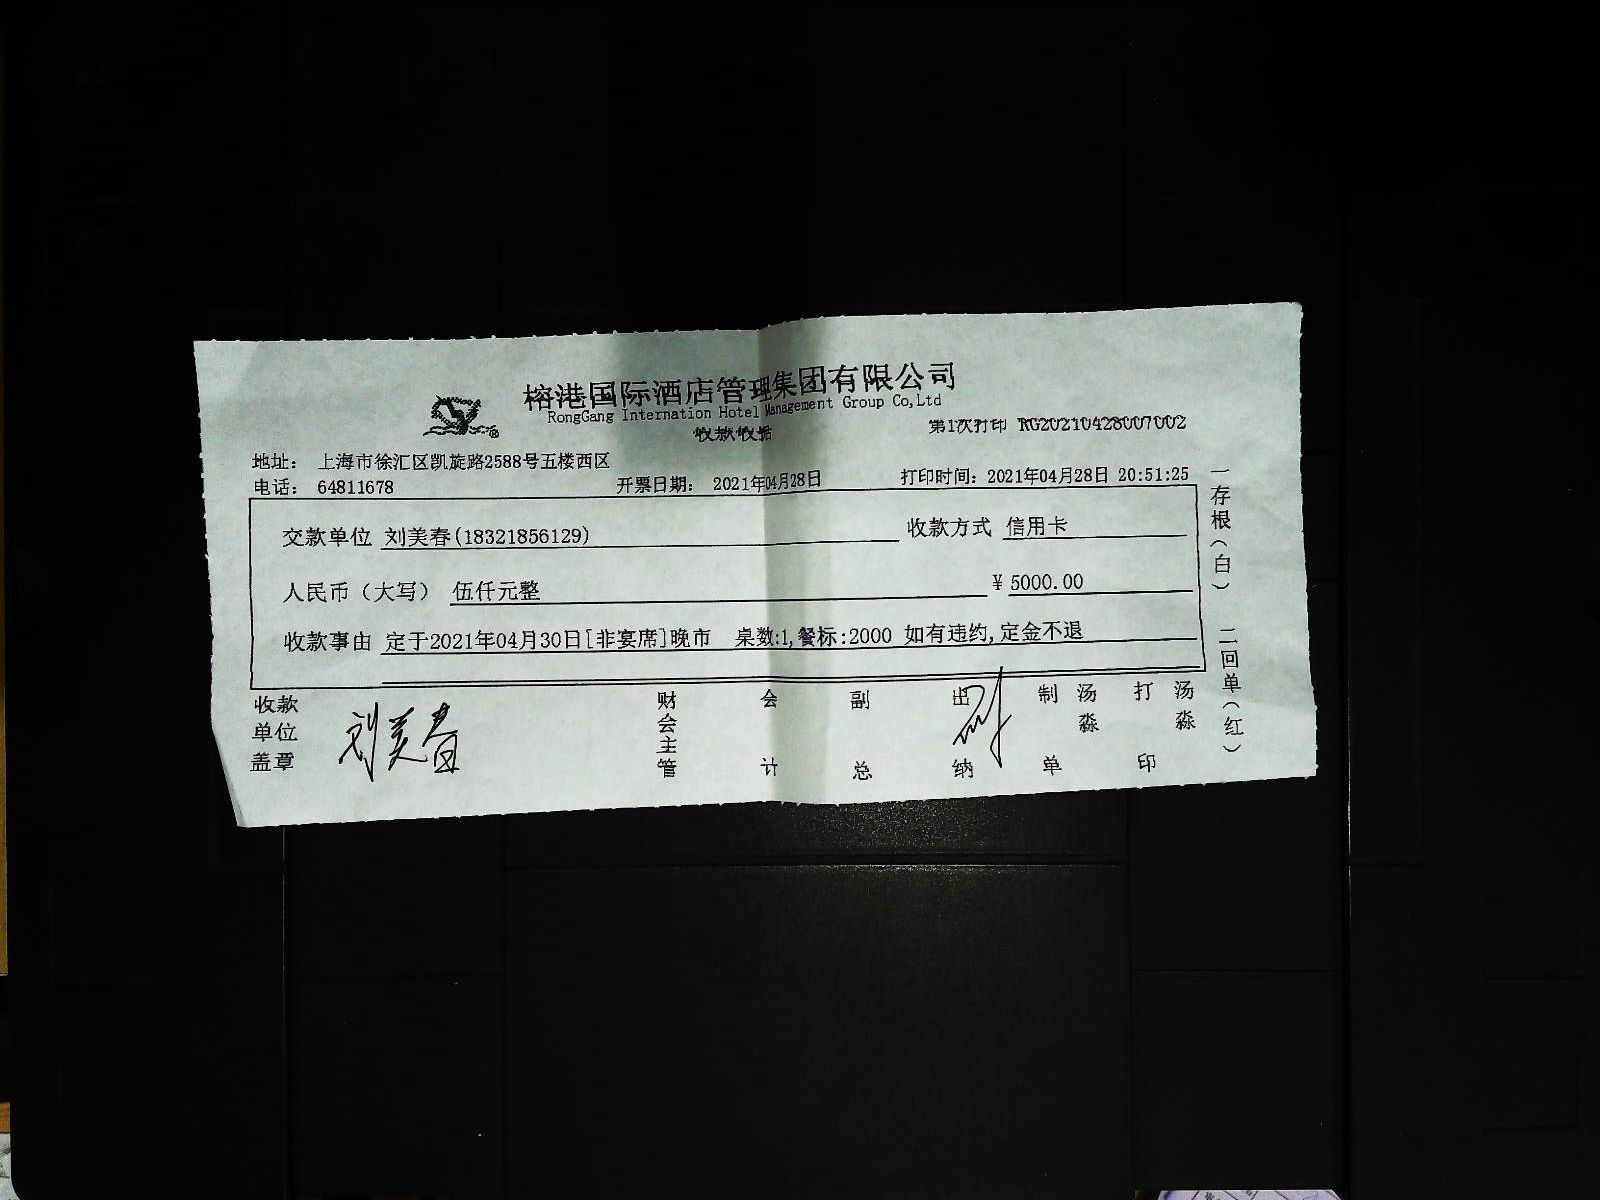 榕港国际酒店管理集团有限公司
RongGang Internation Hotel Management Group Co,Ltd
收款收据
第1次打印 RG20210428007002
地址： 上海市徐汇区凯旋路2588号五楼西区
电话： 64811678 开票日期： 2021年04月28日 打印时间：2021年04月28日 20:51:25
交款单位 刘美春(18321856129) 收款方式 信用卡
人民币（大写） 伍仟元整 ¥5000.00
收款事由 定于2021年04月30日[非宴席]晚市 桌数:1,餐标:2000 如有违约,定金不退
收款单位盖章 刘美春 财会主管 会计 副总 出纳 制单 汤淼 打印 汤淼
一存根（白） 二回单（红）